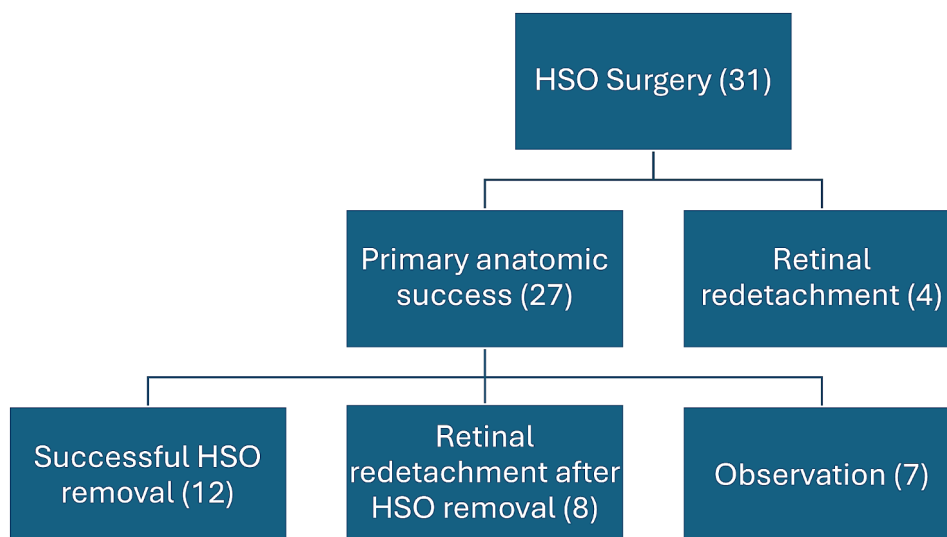 HSO Surgery (31)
Primary anatomic
success (27)
Retinal
redetachment (4)
Successful HSO
removal (12)
Retinal
redetachment after
HSO removal (8)
Observation (7)